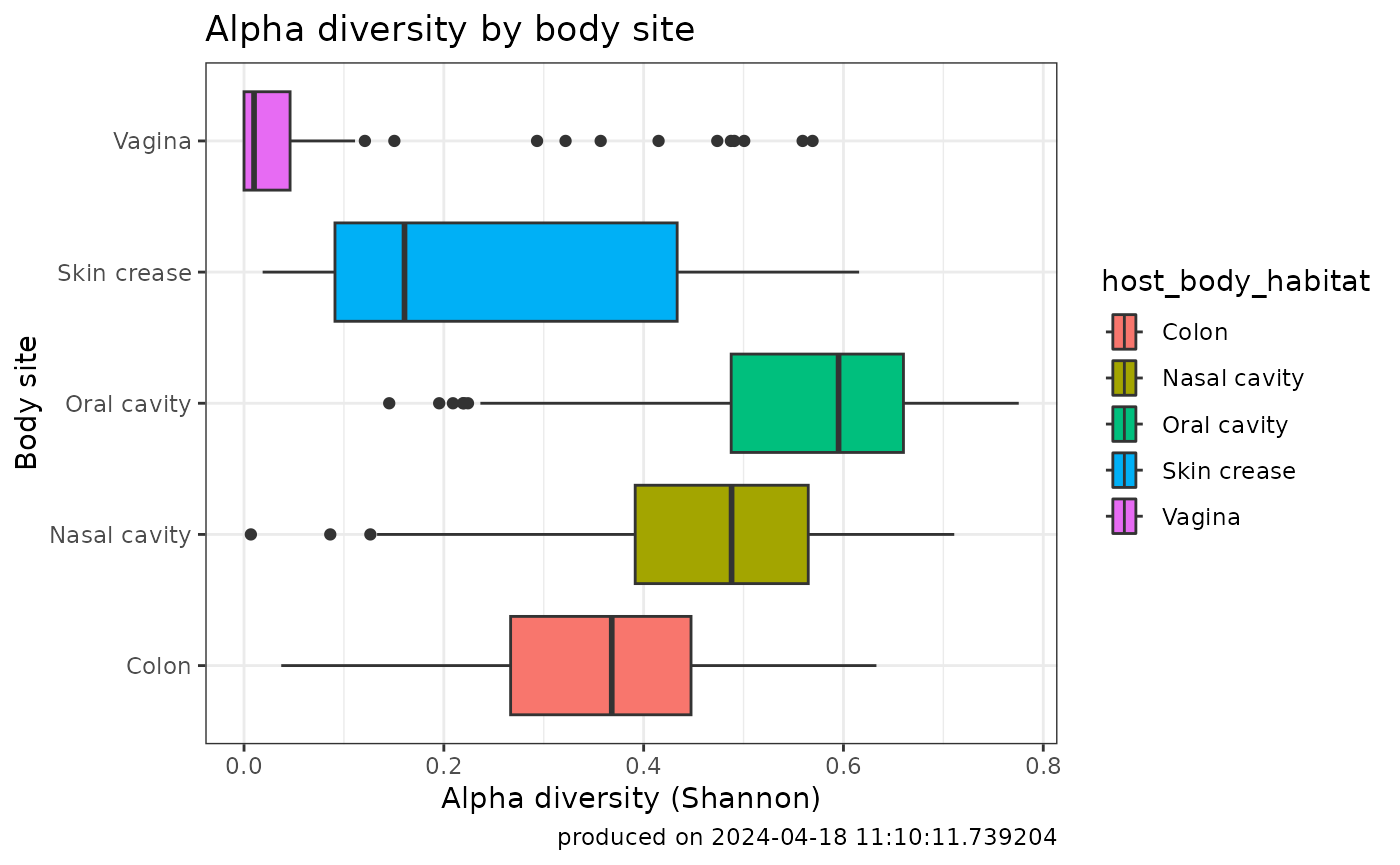 Alpha diversity by body site
Body site
Vagina
Skin crease
Oral cavity
Nasal cavity
Colon
0.0 0.2 0.4 0.6 0.8
Alpha diversity (Shannon)
produced on 2024-04-18 11:10:11.739204
host_body_habitat
Colon
Nasal cavity
Oral cavity
Skin crease
Vagina